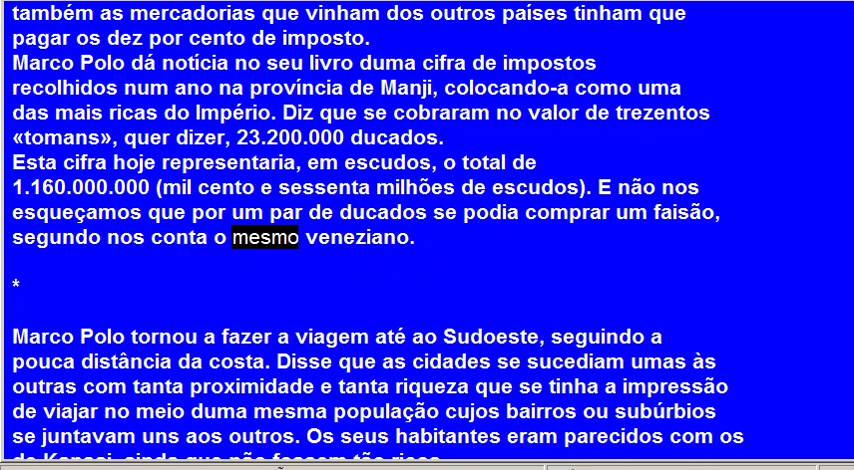 também as mercadorias que vinham dos outros países tinham que
pagar os dez por cento de imposto.
Marco Polo dá notícia no seu livro duma cifra de impostos
recolhidos num ano na província de Manji, colocando-a como uma
das mais ricas do Império. Diz que se cobraram no valor de trezentos
«tomans», quer dizer, 23.200.000 ducados.
Esta cifra hoje representaria, em escudos, o total de
1.160.000.000 (mil cento e sessenta milhões de escudos). E não nos
esqueçamos que por um par de ducados se podia comprar um faisão,
segundo nos conta o mesmo veneziano.
*
Marco Polo tornou a fazer a viagem até ao Sudoeste, seguindo a
pouca distância da costa. Disse que as cidades se sucediam umas às
outras com tanta proximidade e tanta riqueza que se tinha a impressão
de viajar no meio duma mesma população cujos bairros ou subúrbios
se juntavam uns aos outros. Os seus habitantes eram parecidos com os